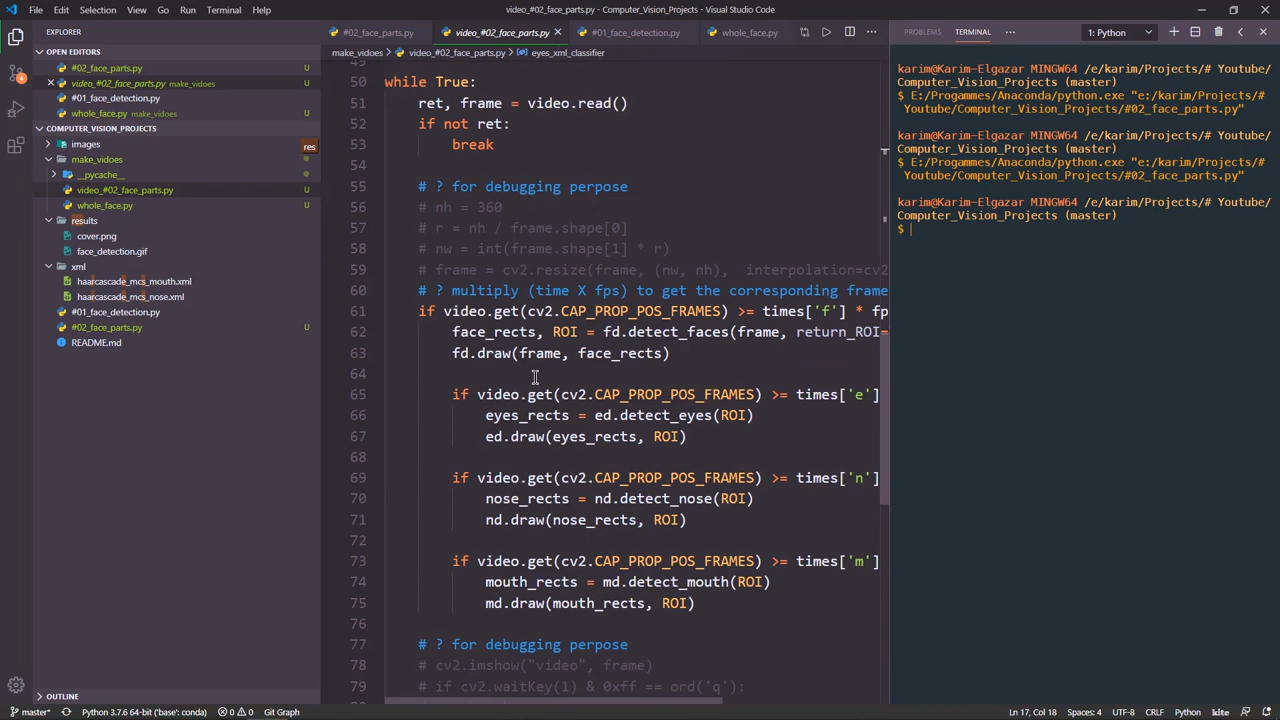 File Edit Selection View Go Run Terminal Help
video_#02_face_parts.py - Computer_Vision_Projects - Visual Studio Code
EXPLORER
OPEN EDITORS
#02_face_parts.py U
video_#02_face_parts.py make_vidoes U
#01_face_detection.py
whole_face.py make_vidoes U
COMPUTER_VISION_PROJECTS
images
res
make_vidoes
__pycache__
video_#02_face_parts.py U
whole_face.py U
results
cover.png
face_detection.gif
xml
haarcascade_mcs_mouth.xml
haarcascade_mcs_nose.xml
#01_face_detection.py
#02_face_parts.py U
README.md
OUTLINE
4
#02_face_parts.py
video_#02_face_parts.py
#01_face_detection.py
whole_face.py
make_vidoes > video_#02_face_parts.py > eyes_xml_classifier
49
50 while True:
51 ret, frame = video.read()
52 if not ret:
53 break
54
55 # ? for debugging perpose
56 # nh = 360
57 # r = nh / frame.shape[0]
58 # nw = int(frame.shape[1] * r)
59 # frame = cv2.resize(frame, (nw, nh), interpolation=cv2
60 # ? multiply (time X fps) to get the corresponding frame
61 if video.get(cv2.CAP_PROP_POS_FRAMES) >= times['f'] * fp
62 face_rects, ROI = fd.detect_faces(frame, return_ROI=
63 fd.draw(frame, face_rects)
64
65 if video.get(cv2.CAP_PROP_POS_FRAMES) >= times['e']
66 eyes_rects = ed.detect_eyes(ROI)
67 ed.draw(eyes_rects, ROI)
68
69 if video.get(cv2.CAP_PROP_POS_FRAMES) >= times['n']
70 nose_rects = nd.detect_nose(ROI)
71 nd.draw(nose_rects, ROI)
72
73 if video.get(cv2.CAP_PROP_POS_FRAMES) >= times['m']
74 mouth_rects = md.detect_mouth(ROI)
75 md.draw(mouth_rects, ROI)
76
77 # ? for debugging perpose
78 # cv2.imshow("video", frame)
79 # if cv2.waitKey(1) & 0xff == ord('q'):
PROBLEMS TERMINAL 1: Python
karim@Karim-Elgazar MINGW64 /e/karim/Projects/# Youtube/
Computer_Vision_Projects (master)
$ E:/Progammes/Anaconda/python.exe "e:/karim/Projects/#
Youtube/Computer_Vision_Projects/#02_face_parts.py"
karim@Karim-Elgazar MINGW64 /e/karim/Projects/# Youtube/
Computer_Vision_Projects (master)
$ E:/Progammes/Anaconda/python.exe "e:/karim/Projects/#
Youtube/Computer_Vision_Projects/#02_face_parts.py"
karim@Karim-Elgazar MINGW64 /e/karim/Projects/# Youtube/
Computer_Vision_Projects (master)
$
master* Python 3.7.6 64-bit ('base': conda) 0 0 Git Graph
Ln 17, Col 18 Spaces: 4 UTF-8 CRLF Python kite